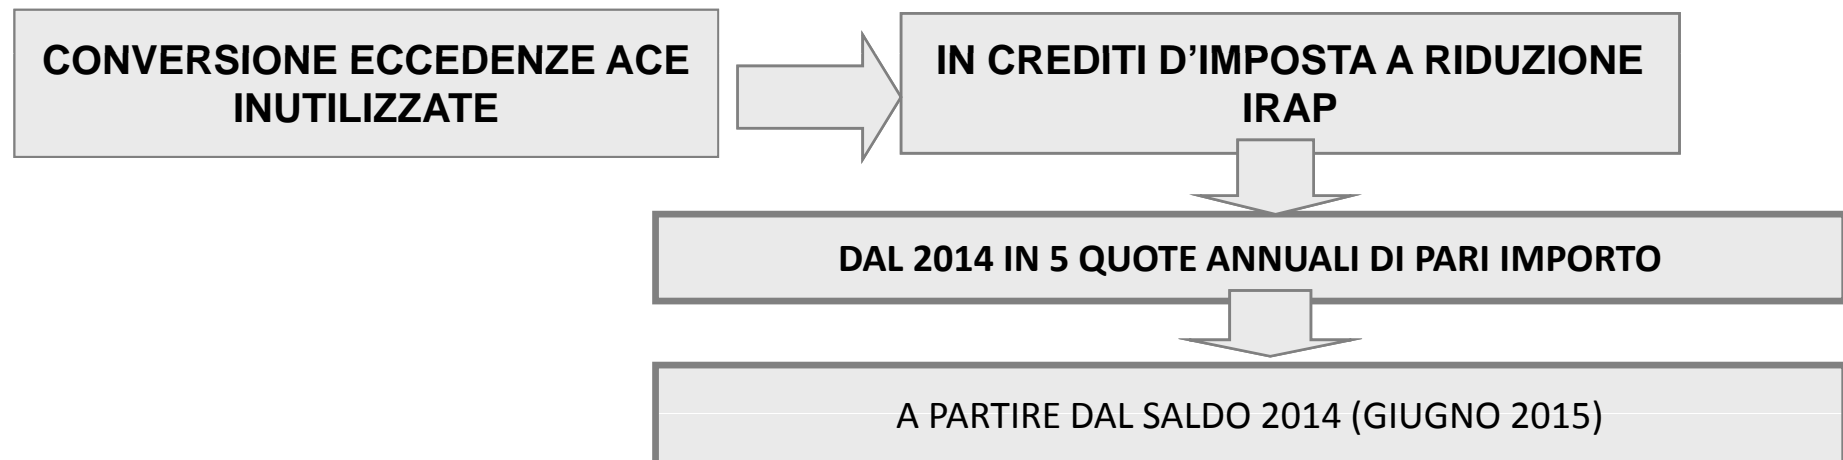 CONVERSIONE ECCEDENZE ACE
INUTILIZZATE
IN CREDITI D’IMPOSTA A RIDUZIONE
IRAP
DAL 2014 IN 5 QUOTE ANNUALI DI PARI IMPORTO
A PARTIRE DAL SALDO 2014 (GIUGNO 2015)